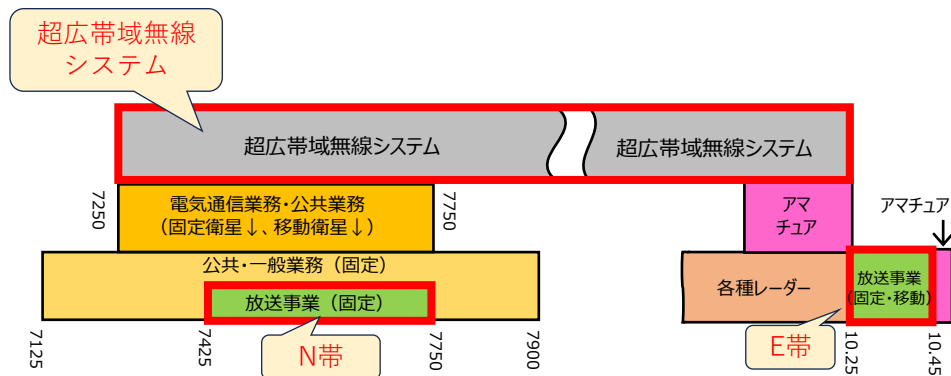 超広帯域無線
システム
超広帯域無線システム
超広帯域無線システム
7250
電気通信業務・公共業務
(固定衛星↓、移動衛星↓)
7750
アマ
チュア
アマチュア
公共・一般業務(固定)
放送事業(固定)
各種レーダー
放送事業
(固定・移動)
7125
7425
N帯
7750
7900
E帯
10.25
10.45